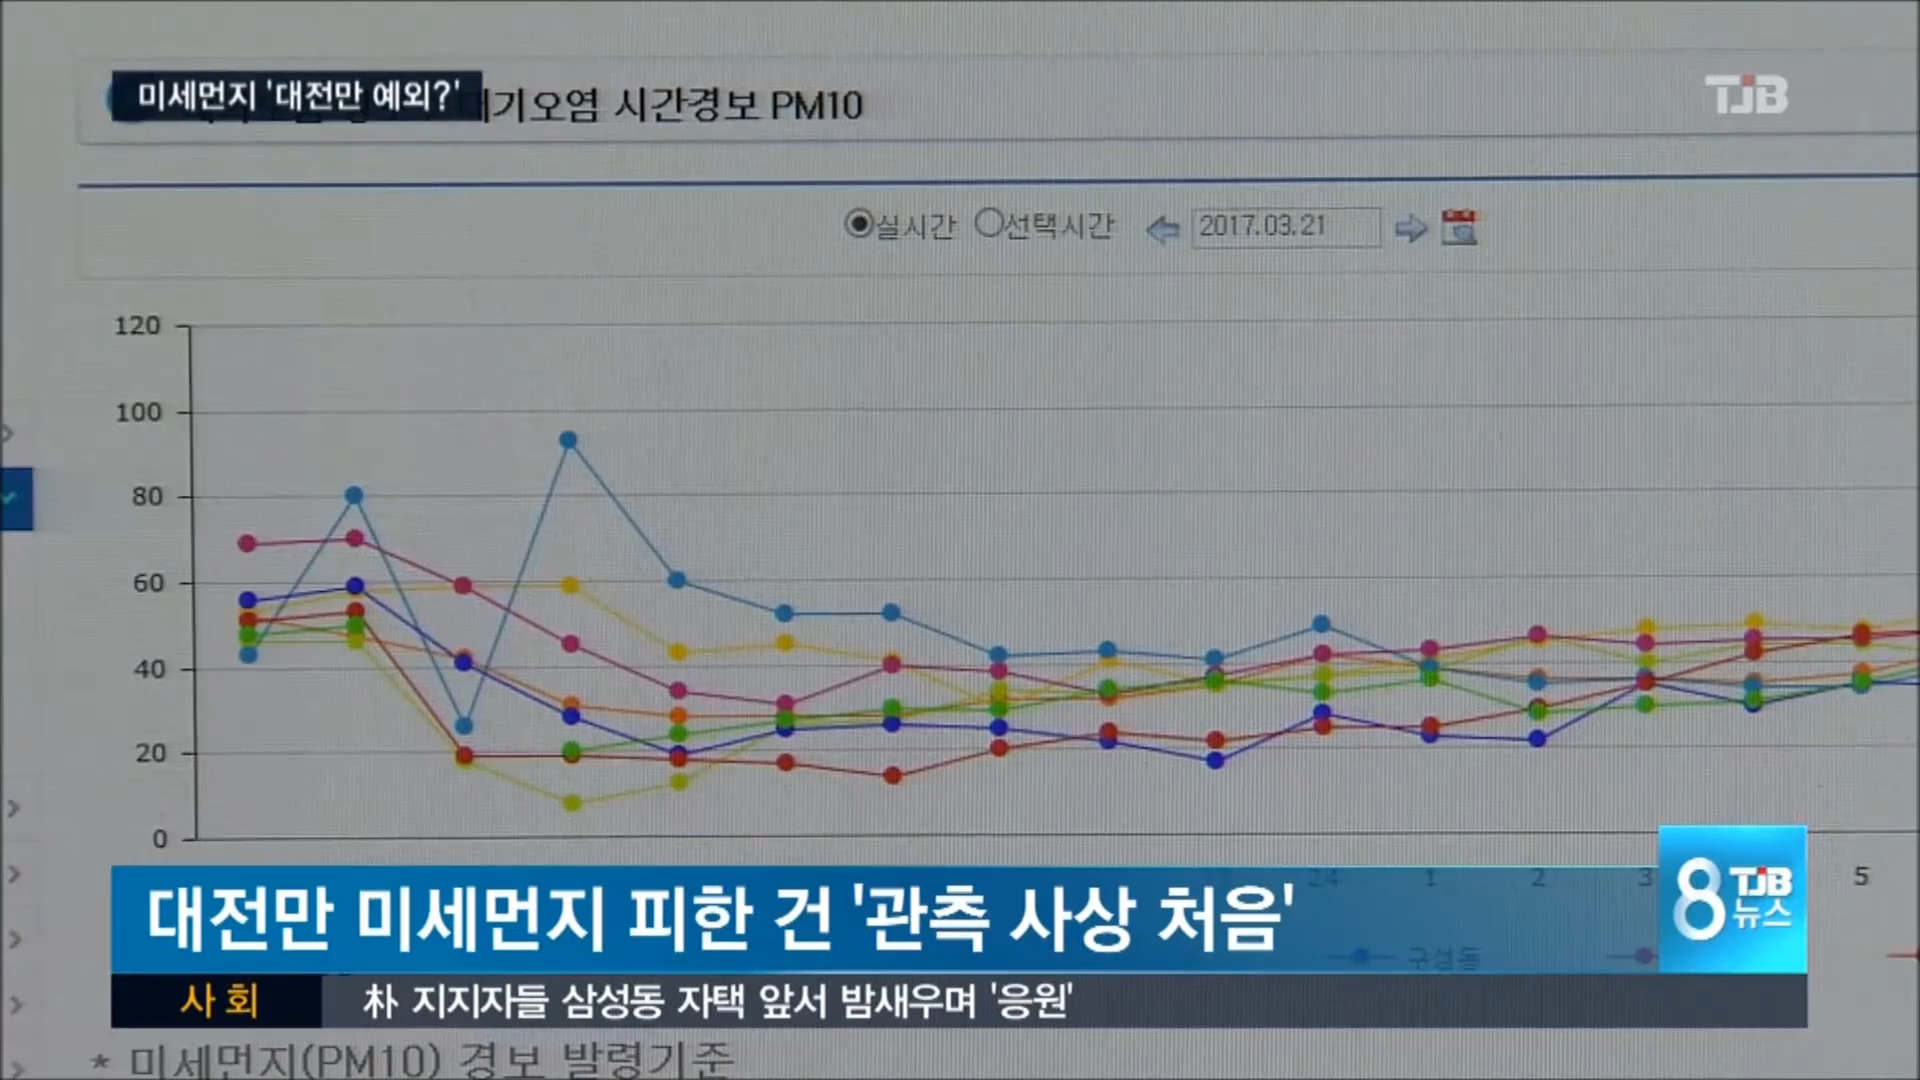 미세먼지 '대전만 예외?'
기오염 시간경보 PM10
TJB
실시간 선택시간 2017.03.21
120
100
80
60
40
20
0
24 1 2 3 5
대전만 미세먼지 피한 건 '관측 사상 처음'
8 TJB 뉴스
구성동
사회 朴 지지자들 삼성동 자택 앞서 밤새우며 '응원'
* 미세먼지(PM10) 경보 발령기준